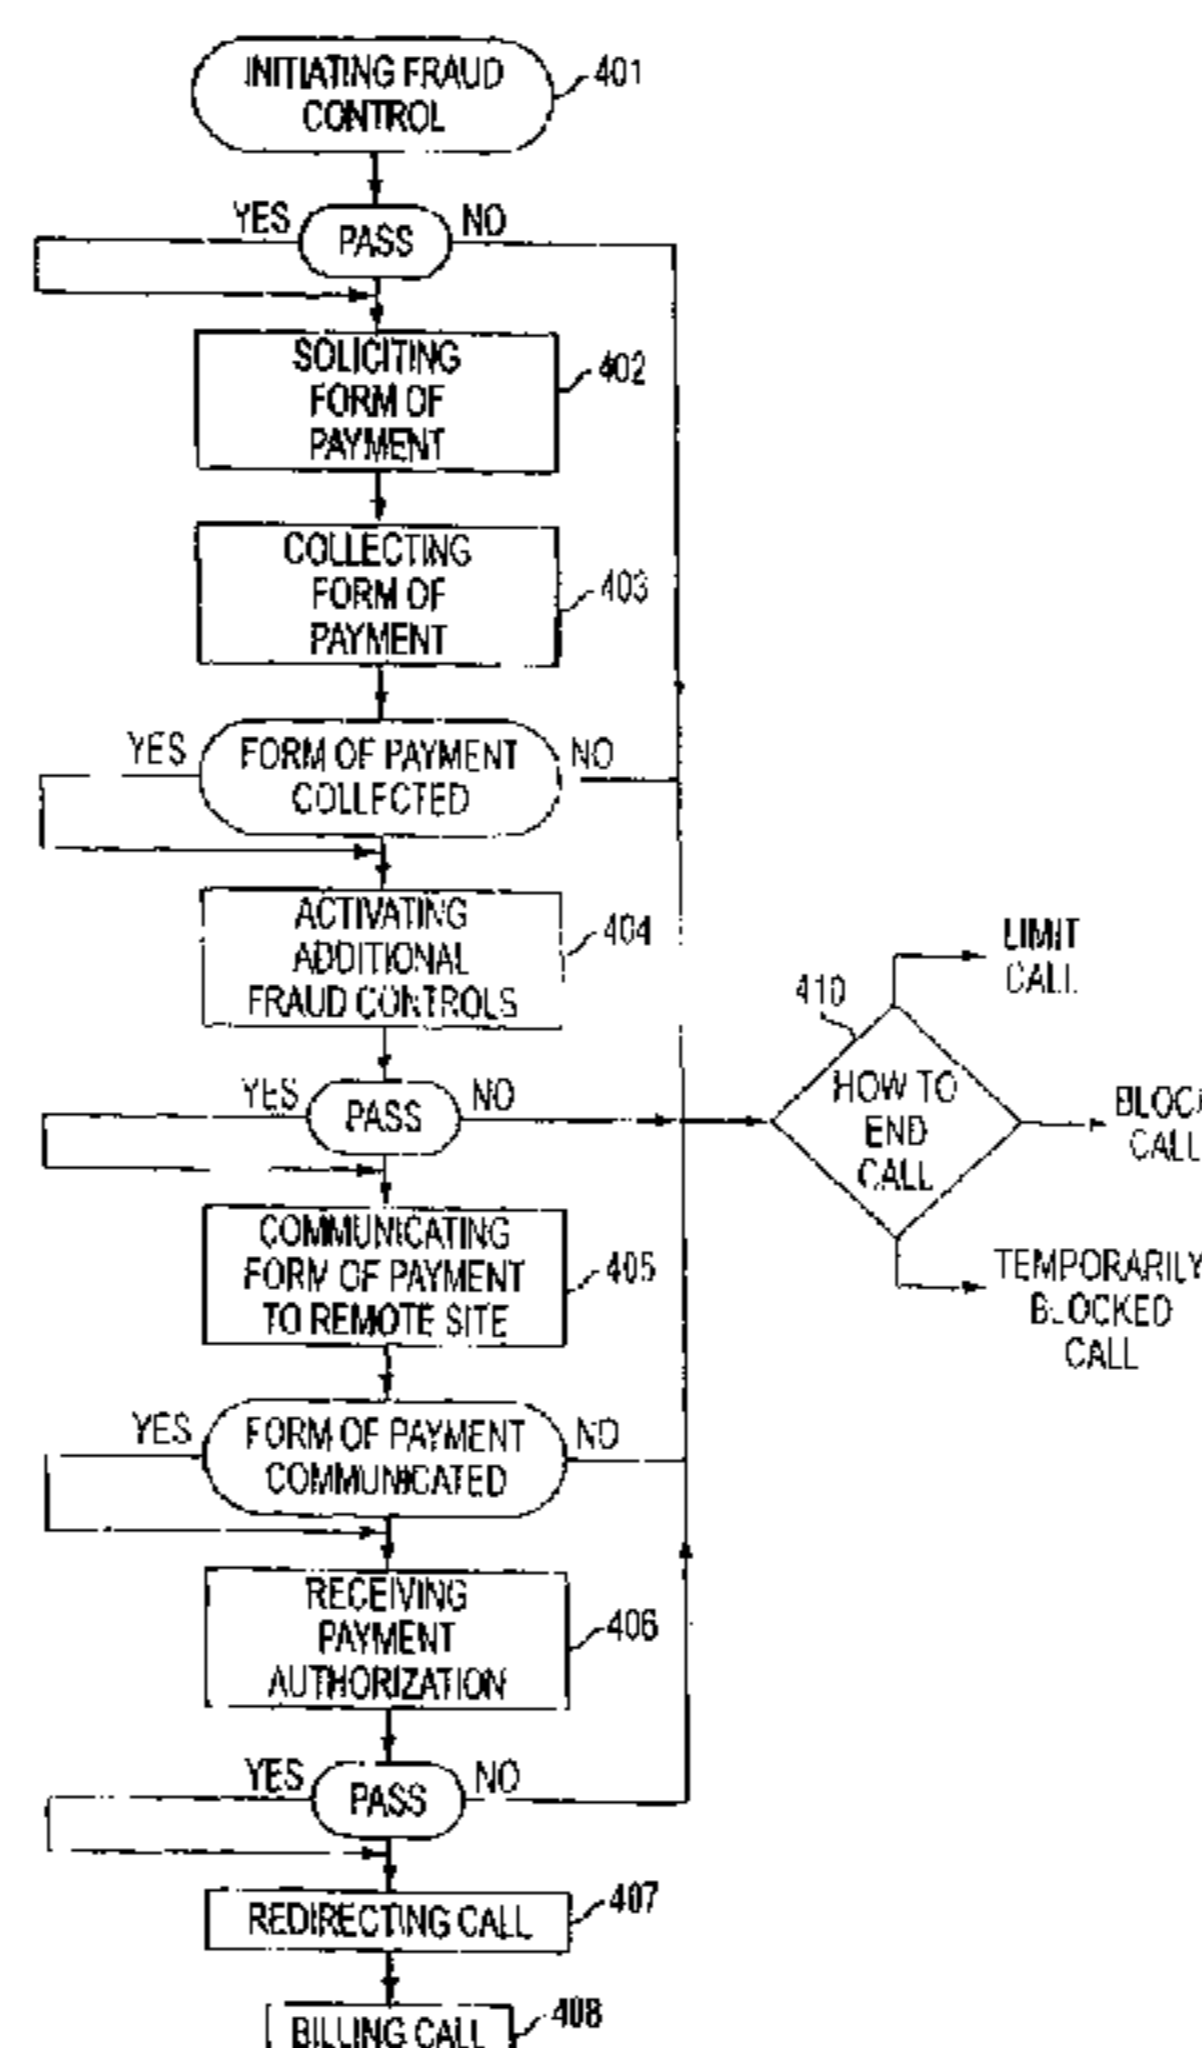 INITIATING FRAUD
CONTROL
401
YES
PASS
NO
SOLICITING
FORM OF
PAYMENT
402
COLLECTING
FORM OF
PAYMENT
403
YES
FORM OF PAYMENT
COLLECTED
NO
ACTIVATING
ADDITIONAL
FRAUD CONTROLS
404
YES
PASS
NO
410
HOW TO
END
CALL
LIMIT
CALL
CALL
TEMPORARILY
BLOCKED
CALL
COMMUNICATING
FORM OF PAYMENT
TO REMOTE SITE
405
YES
FORM OF PAYMENT
COMMUNICATED
NO
RECEIVING
PAYMENT
AUTHORIZATION
406
YES
PASS
NO
REDIRECTING CALL
407
BILLING CALL
408